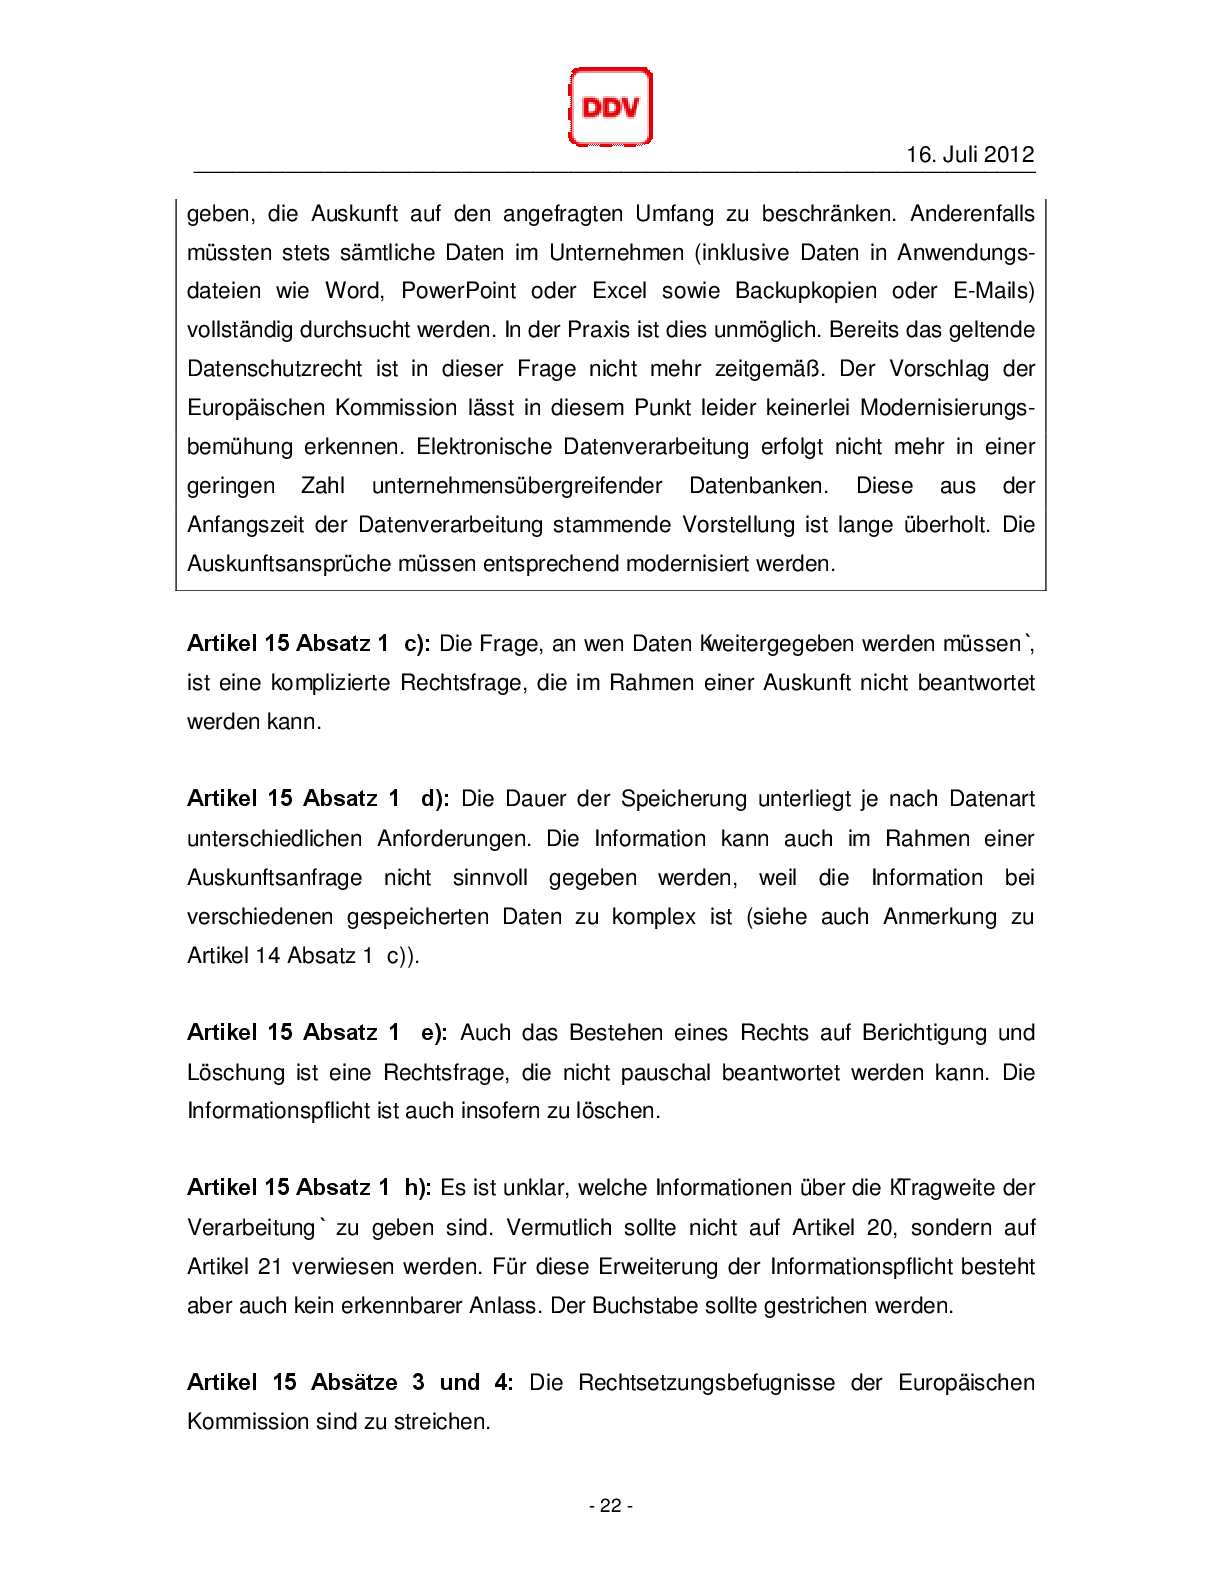 DDV
16. Juli 2012
geben, die Auskunft auf den angefragten Umfang zu beschränken. Anderenfalls
müssten stets sämtliche Daten im Unternehmen (inklusive Daten in Anwendungs-
dateien wie Word, PowerPoint oder Excel sowie Backupkopien oder E-Mails)
vollständig durchsucht werden. In der Praxis ist dies unmöglich. Bereits das geltende
Datenschutzrecht ist in dieser Frage nicht mehr zeitgemäß. Der Vorschlag der
Europäischen Kommission lässt in diesem Punkt leider keinerlei Modernisierungs-
bemühung erkennen. Elektronische Datenverarbeitung erfolgt nicht mehr in einer
geringen Zahl unternehmensübergreifender Datenbanken. Diese aus der
Anfangszeit der Datenverarbeitung stammende Vorstellung ist lange überholt. Die
Auskunftsansprüche müssen entsprechend modernisiert werden.
Artikel 15 Absatz 1 c): Die Frage, an wen Daten Kweitergegeben werden müssen`,
ist eine komplizierte Rechtsfrage, die im Rahmen einer Auskunft nicht beantwortet
werden kann.
Artikel 15 Absatz 1 d): Die Dauer der Speicherung unterliegt je nach Datenart
unterschiedlichen Anforderungen. Die Information kann auch im Rahmen einer
Auskunftsanfrage nicht sinnvoll gegeben werden, weil die Information bei
verschiedenen gespeicherten Daten zu komplex ist (siehe auch Anmerkung zu
Artikel 14 Absatz 1 c)).
Artikel 15 Absatz 1 e): Auch das Bestehen eines Rechts auf Berichtigung und
Löschung ist eine Rechtsfrage, die nicht pauschal beantwortet werden kann. Die
Informationspflicht ist auch insofern zu löschen.
Artikel 15 Absatz 1 h): Es ist unklar, welche Informationen über die KTragweite der
Verarbeitung` zu geben sind. Vermutlich sollte nicht auf Artikel 20, sondern auf
Artikel 21 verwiesen werden. Für diese Erweiterung der Informationspflicht besteht
aber auch kein erkennbarer Anlass. Der Buchstabe sollte gestrichen werden.
Artikel 15 Absätze 3 und 4: Die Rechtsetzungsbefugnisse der Europäischen
Kommission sind zu streichen.
- 22 -